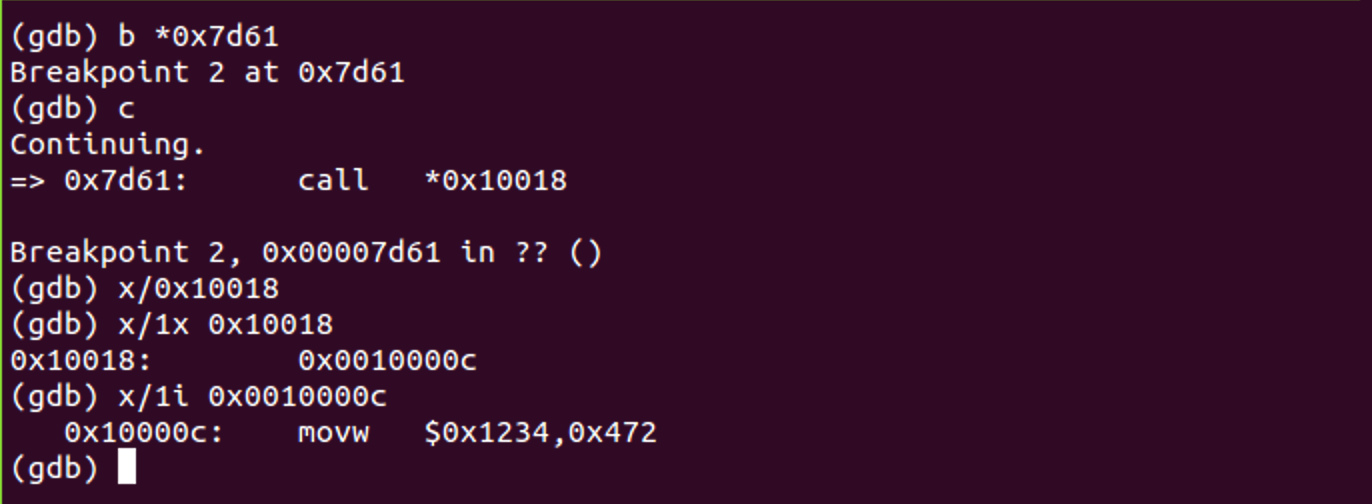 (gdb) b *0x7d61
Breakpoint 2 at 0x7d61
(gdb) c
Continuing.
=> 0x7d61:      call   *0x10018
Breakpoint 2, 0x00007d61 in ?? ()
(gdb) x/0x10018
(gdb) x/1x 0x10018
0x10018:        0x0010000c
(gdb) x/1i 0x0010000c
   0x10000c:    movw   $0x1234,0x472
(gdb)